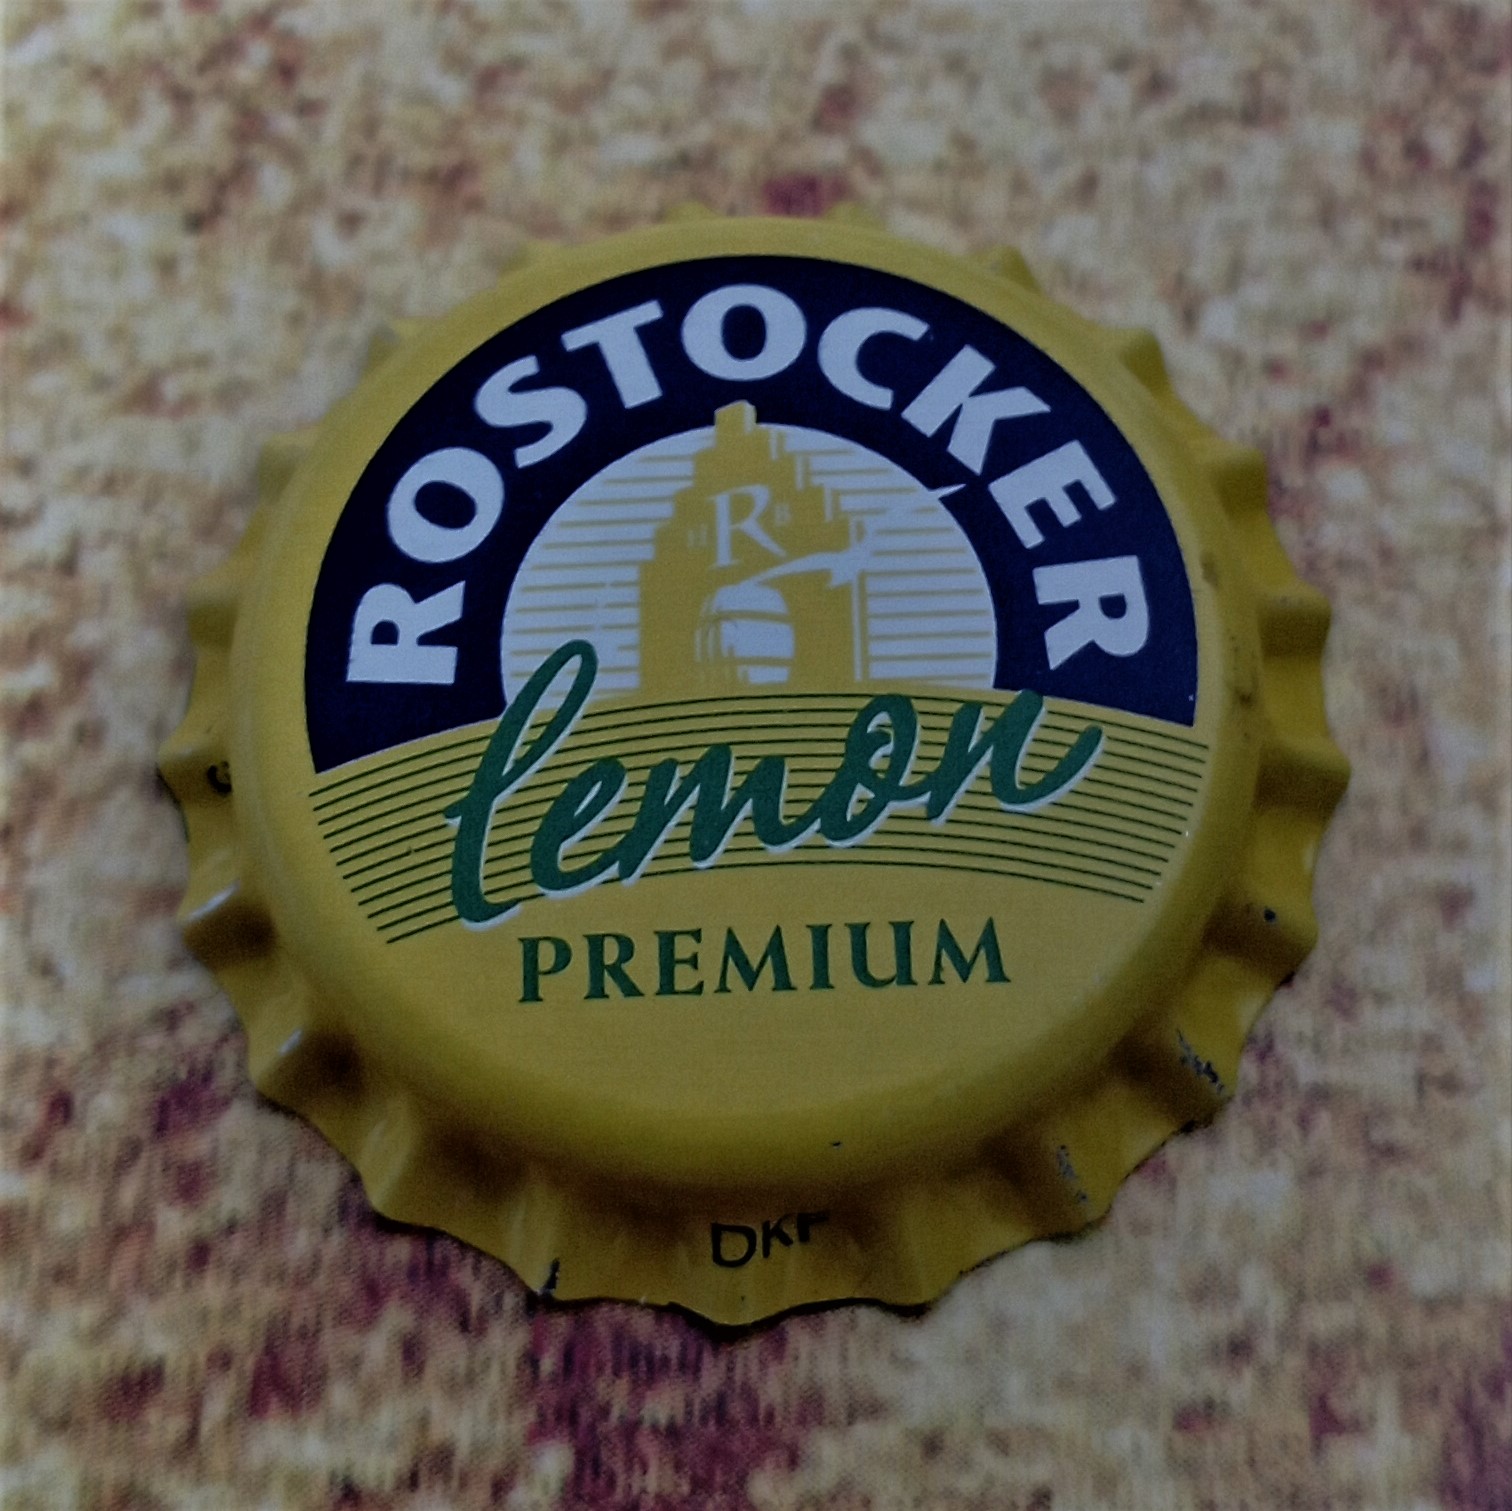 ROSTOCKER
H R B
lemon
PREMIUM
DKF